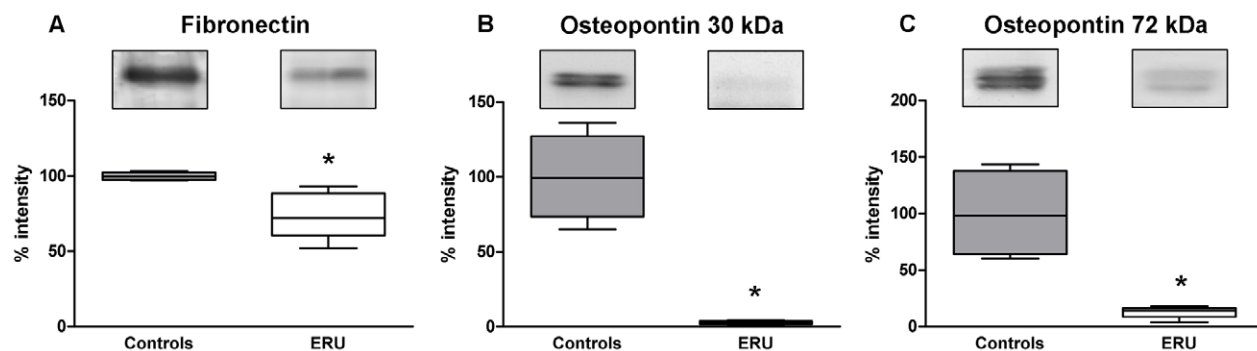 A Fibronectin
% intensity
150
100
50
0
*
Controls ERU
B Osteopontin 30 kDa
% intensity
150
100
50
0
*
Controls ERU
C Osteopontin 72 kDa
% intensity
200
150
100
50
0
*
Controls ERU